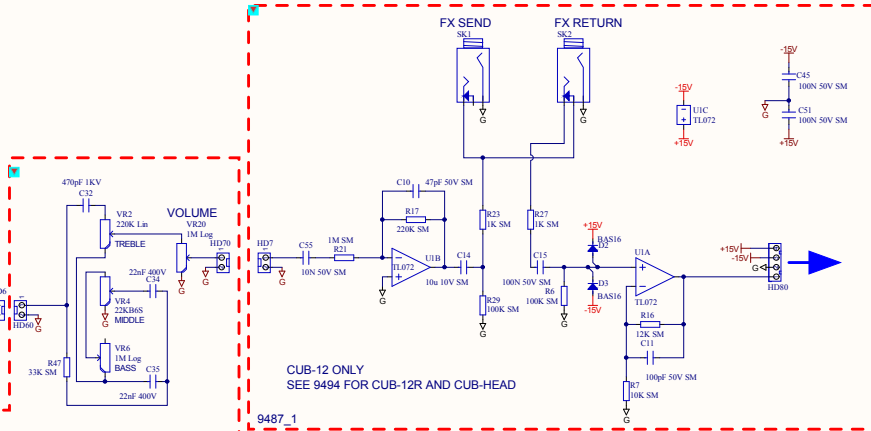 FX SEND
SK1
FX RETURN
SK2
-15V
C45
100N 50V SM
G
C51
100N 50V SM
+15V
-15V
U1C
TL072
+15V
G
G
470pF 1KV
C32
VR2
220K Lin
TREBLE
VOLUME
VR20
1M Log
HD70
1
G
G
22nF 400V
C34
VR4
22KB6S
MIDDLE
G
HD60
1
G
VR6
1M Log
BASS
R47
33K SM
C35
22nF 400V
HD7
1
G
C55
10N 50V SM
1M SM
R21
C10
47pF 50V SM
R17
220K SM
U1B
TL072
G
C14
10u 10V SM
R23
1K SM
R29
100K SM
G
R27
1K SM
C15
100N 50V SM
R6
100K SM
G
+15V
D2
BAS16
D3
BAS16
-15V
U1A
TL072
R16
12K SM
C11
100pF 50V SM
R7
10K SM
G
+15V
-15V
G
1
HD80
CUB-12 ONLY
SEE 9494 FOR CUB-12R AND CUB-HEAD
9487_1